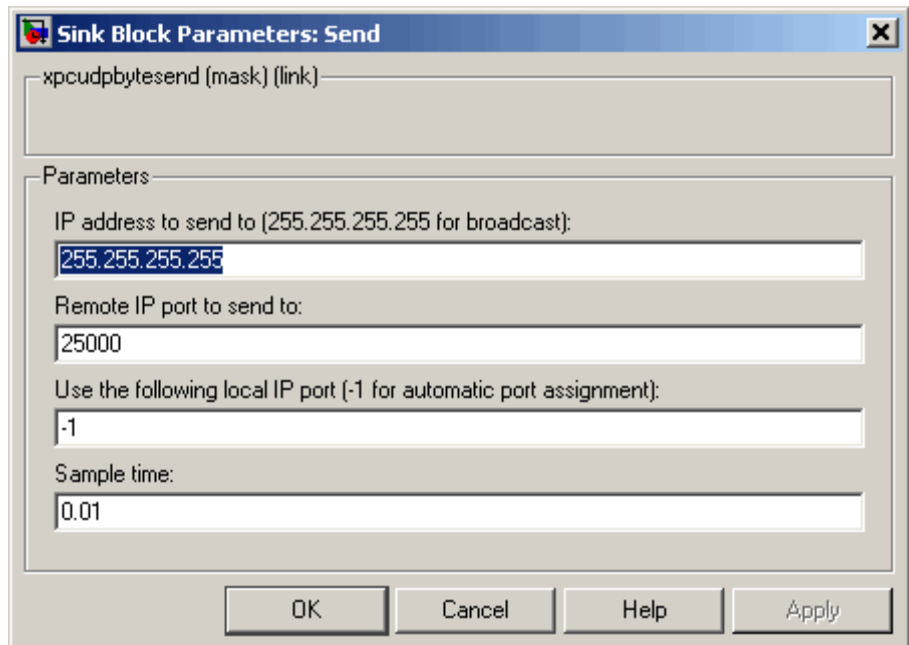 Sink Block Parameters: Send
xpcudpbytesend (mask) (link)
Parameters
IP address to send to (255.255.255.255 for broadcast):
255.255.255.255
Remote IP port to send to:
25000
Use the following local IP port (-1 for automatic port assignment):
-1
Sample time:
0.01
OK Cancel Help Apply